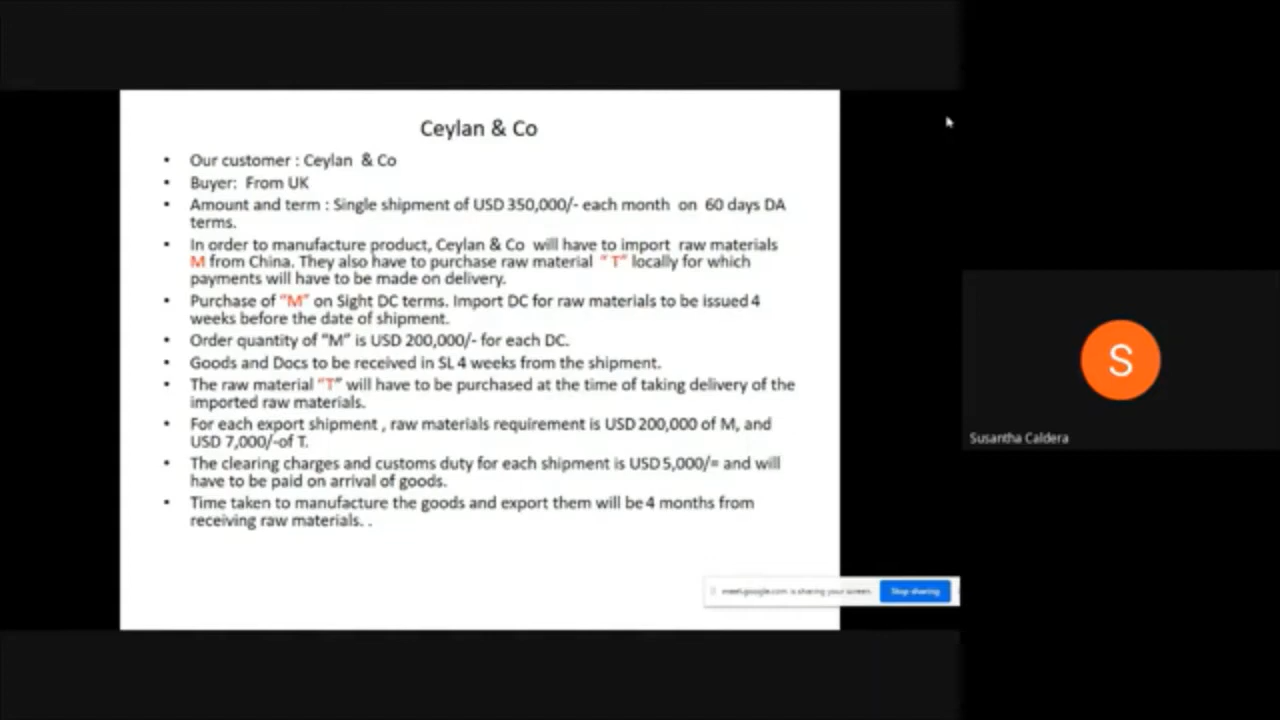 Ceylan & Co
• Our customer : Ceylan & Co
• Buyer: From UK
• Amount and term : Single shipment of USD 350,000/- each month on 60 days DA
terms.
• In order to manufacture product, Ceylan & Co will have to import raw materials
M from China. They also have to purchase raw material " T" locally for which
payments will have to be made on delivery.
• Purchase of "M" on Sight DC terms. Import DC for raw materials to be issued 4
weeks before the date of shipment.
• Order quantity of "M" is USD 200,000/- for each DC.
• Goods and Docs to be received in SL 4 weeks from the shipment.
• The raw material "T" will have to be purchased at the time of taking delivery of the
imported raw materials.
• For each export shipment , raw materials requirement is USD 200,000 of M, and
USD 7,000/-of T.
• The clearing charges and customs duty for each shipment is USD 5,000/= and will
have to be paid on arrival of goods.
• Time taken to manufacture the goods and export them will be 4 months from
receiving raw materials. .
meet.google.com is sharing your screen.
Stop sharing
S
Susantha Caldera